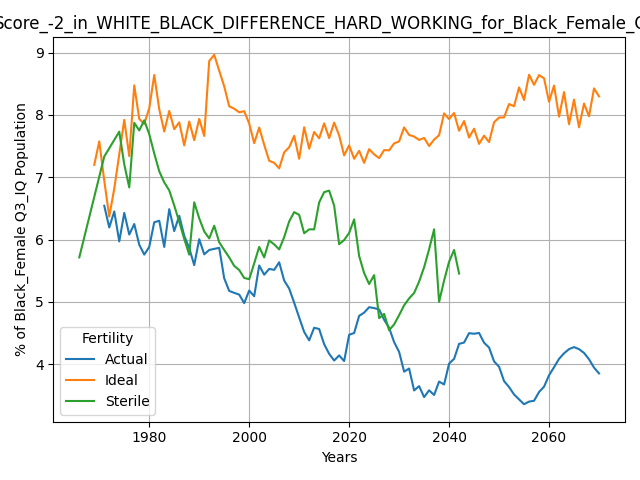 Score_-2_in_WHITE_BLACK_DIFFERENCE_HARD_WORKING_for_Black_Female_
% of Black_Female Q3_IQ Population
9
8
7
6
5
4
Fertility
Actual
Ideal
Sterile
1980
2000
2020
2040
2060
Years